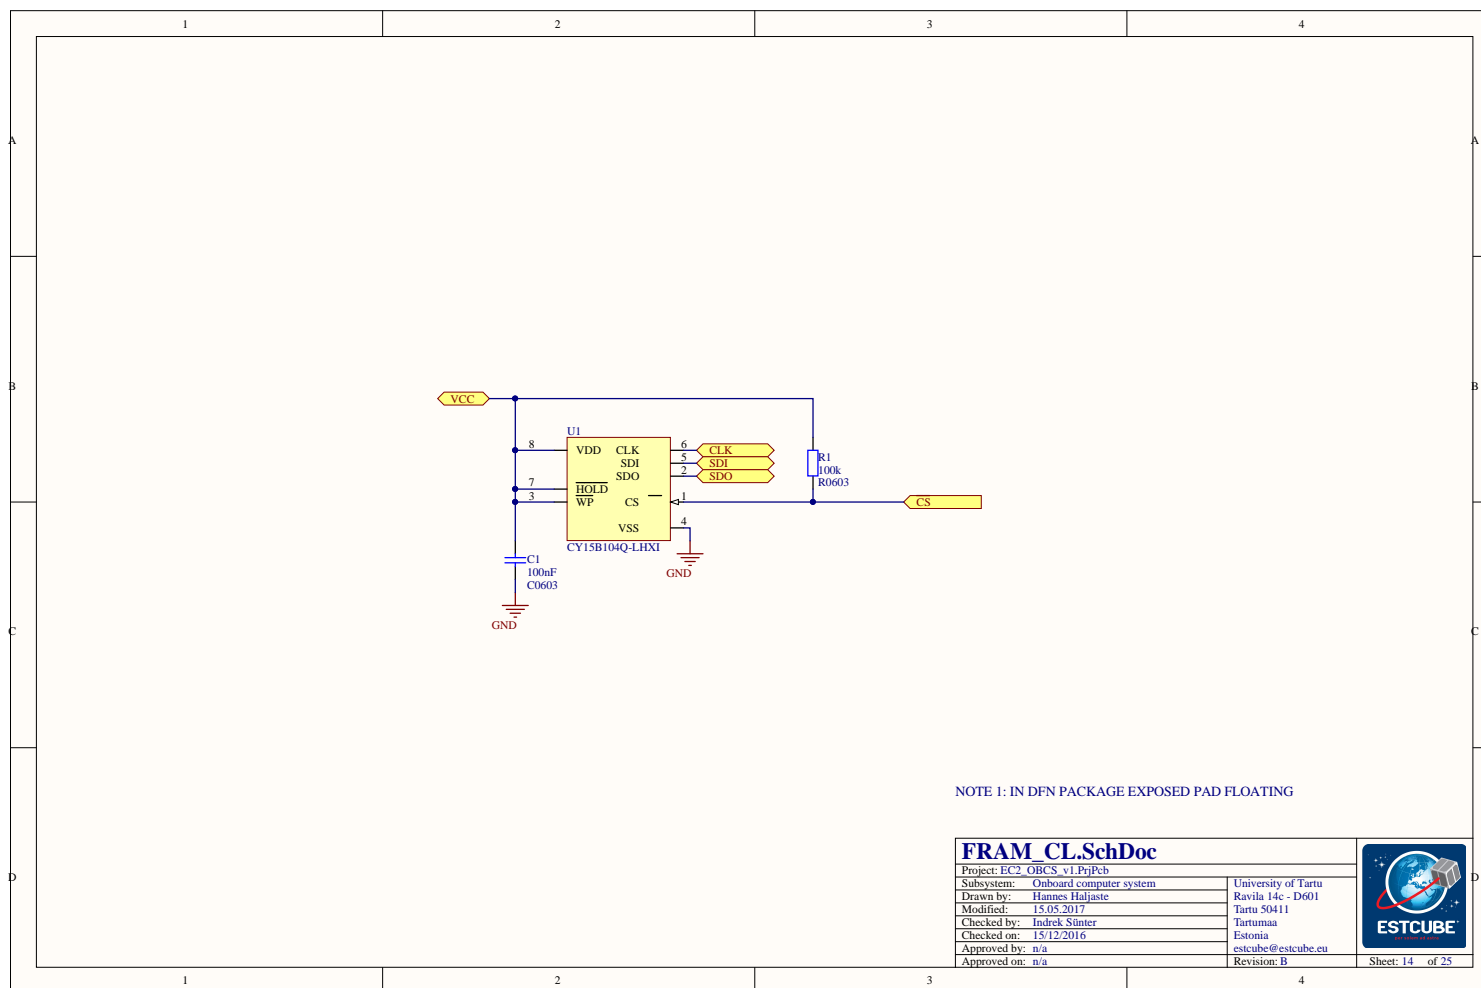 1 2 3 4
A A
B B
VCC
U1
8 VDD CLK 6 CLK
SDI 5 SDI
SDO 2 SDO
R1
100k
R0603
7 HOLD
3 WP CS 1
CS
VSS 4
CY15B104Q-LHXI
GND
C1
100nF
C0603
GND
C C
NOTE 1: IN DFN PACKAGE EXPOSED PAD FLOATING
FRAM_CL.SchDoc
Project: EC2_OBCS_v1.PrjPcb
Subsystem: Onboard computer system
Drawn by: Hannes Haljaste
Modified: 15.05.2017
Checked by: Indrek Sünter
Checked on: 15/12/2016
Approved by: n/a
Approved on: n/a
University of Tartu
Ravila 14c - D601
Tartu 50411
Tartumaa
Estonia
estcube@estcube.eu
Revision: B
ESTCUBE
Sheet: 14 of 25
D D
1 2 3 4